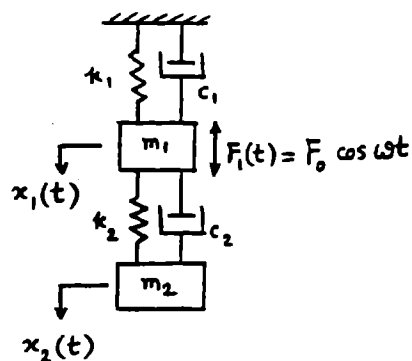 k₁
c₁
m₁
F₁(t) = F₀ cos ωt
x₁(t)
k₂
c₂
m₂
x₂(t)